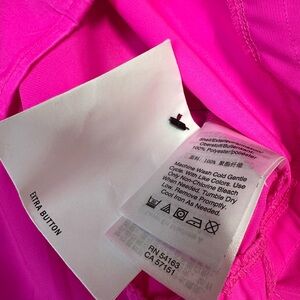 EXTRA BUTTON
100% Polyester/polyester
面料: 100% 聚酯纤维
Machine Wash Cold Gentle
Cycle. With Like Colors. Use
Only Non-Chlorine Bleach
When Needed. Tumble Dry
Low. Remove Promptly.
Cool Iron As Needed.
RN 54163
CA 57151